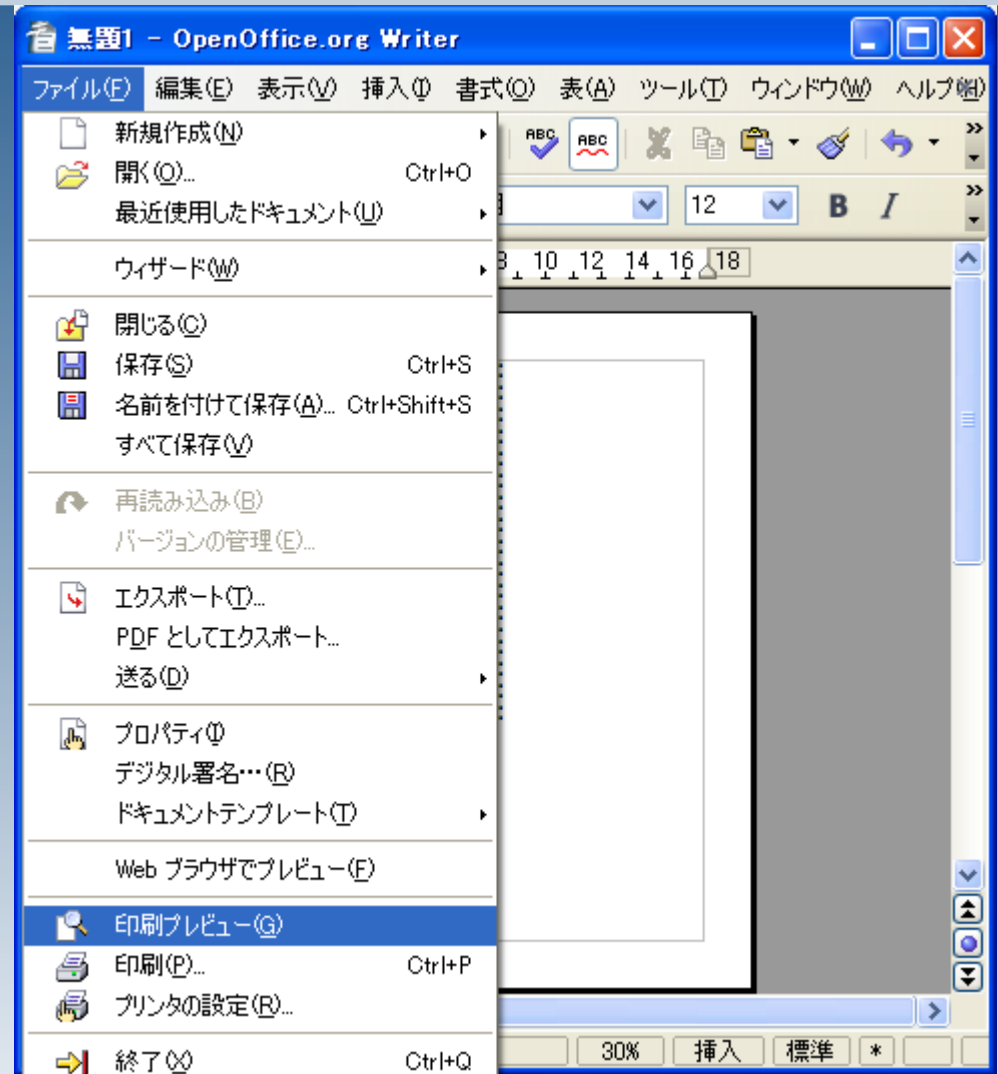 無題1 - OpenOffice.org Writer
ファイル(F) 編集(E) 表示(V) 挿入(I) 書式(O) 表(A) ツール(T) ウィンドウ(W) ヘルプ(H)
新規作成(N)
開く(O)... Ctrl+O
最近使用したドキュメント(U)
ウィザード(W)
閉じる(C)
保存(S) Ctrl+S
名前を付けて保存(A)... Ctrl+Shift+S
すべて保存(V)
再読み込み(B)
バージョンの管理(E)...
エクスポート(T)...
PDF としてエクスポート...
送る(D)
プロパティ(I)
デジタル署名…(R)
ドキュメントテンプレート(T)
Web ブラウザでプレビュー(F)
印刷プレビュー(G)
印刷(P)... Ctrl+P
プリンタの設定(R)...
終了(X) Ctrl+Q
ABC ABC
12 B I
10 12 14 16 18
30% 挿入 標準 *